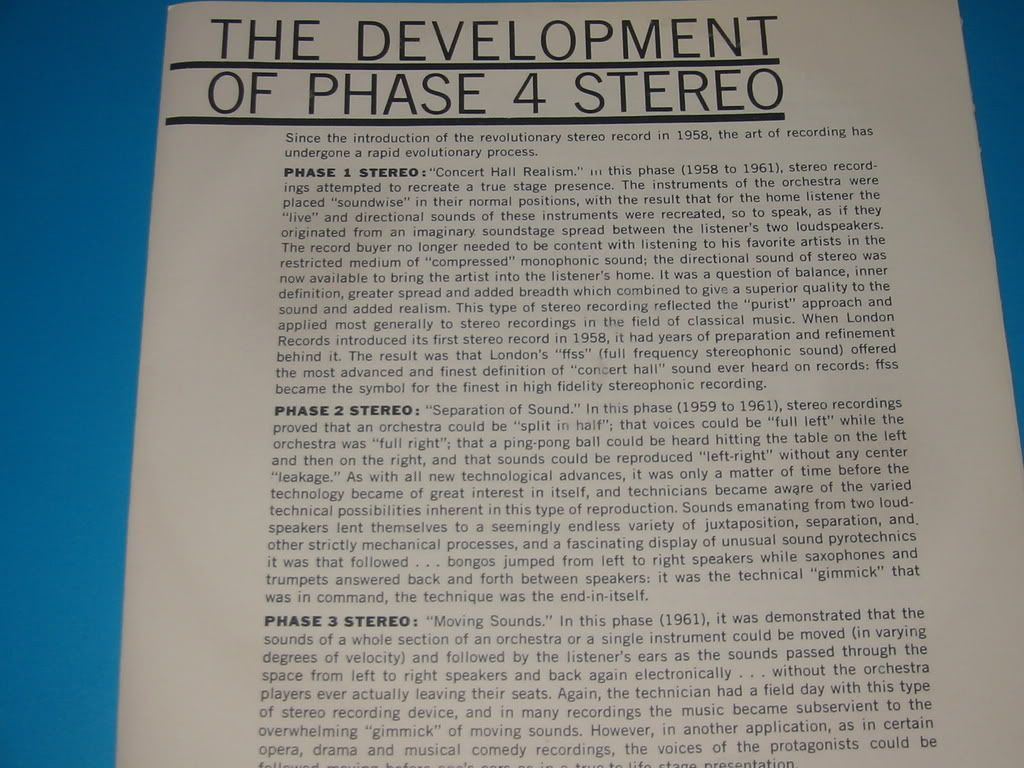 THE DEVELOPMENT
OF PHASE 4 STEREO
Since the introduction of the revolutionary stereo record in 1958, the art of recording has
undergone a rapid evolutionary process.
PHASE 1 STEREO: "Concert Hall Realism." In this phase (1958 to 1961), stereo record-
ings attempted to recreate a true stage presence. The instruments of the orchestra were
placed "soundwise" in their normal positions, with the result that for the home listener the
"live" and directional sounds of these instruments were recreated, so to speak, as if they
originated from an imaginary soundstage spread between the listener's two loudspeakers.
The record buyer no longer needed to be content with listening to his favorite artists in the
restricted medium of "compressed" monophonic sound; the directional sound of stereo was
now available to bring the artist into the listener's home. It was a question of balance, inner
definition, greater spread and added breadth which combined to give a superior quality to the
sound and added realism. This type of stereo recording reflected the "purist" approach and
applied most generally to stereo recordings in the field of classical music. When London
Records introduced its first stereo record in 1958, it had years of preparation and refinement
behind it. The result was that London's "ffss" (full frequency stereophonic sound) offered
the most advanced and finest definition of "concert hall" sound ever heard on records: ffss
became the symbol for the finest in high fidelity stereophonic recording.
PHASE 2 STEREO: "Separation of Sound." In this phase (1959 to 1961), stereo recordings
proved that an orchestra could be "split in half"; that voices could be "full left" while the
orchestra was "full right"; that a ping-pong ball could be heard hitting the table on the left
and then on the right, and that sounds could be reproduced "left-right" without any center
"leakage." As with all new technological advances, it was only a matter of time before the
technology became of great interest in itself, and technicians became aware of the varied
technical possibilities inherent in this type of reproduction. Sounds emanating from two loud-
speakers lent themselves to a seemingly endless variety of juxtaposition, separation, and
other strictly mechanical processes, and a fascinating display of unusual sound pyrotechnics
it was that followed . . . bongos jumped from left to right speakers while saxophones and
trumpets answered back and forth between speakers: it was the technical "gimmick" that
was in command, the technique was the end-in-itself.
PHASE 3 STEREO: "Moving Sounds." In this phase (1961), it was demonstrated that the
sounds of a whole section of an orchestra or a single instrument could be moved (in varying
degrees of velocity) and followed by the listener's ears as the sounds passed through the
space from left to right speakers and back again electronically . . . without the orchestra
players ever actually leaving their seats. Again, the technician had a field day with this type
of stereo recording device, and in many recordings the music became subservient to the
overwhelming "gimmick" of moving sounds. However, in another application, as in certain
opera, drama and musical comedy recordings, the voices of the protagonists could be
followed moving before one's ears as in a true to life stage presentation.